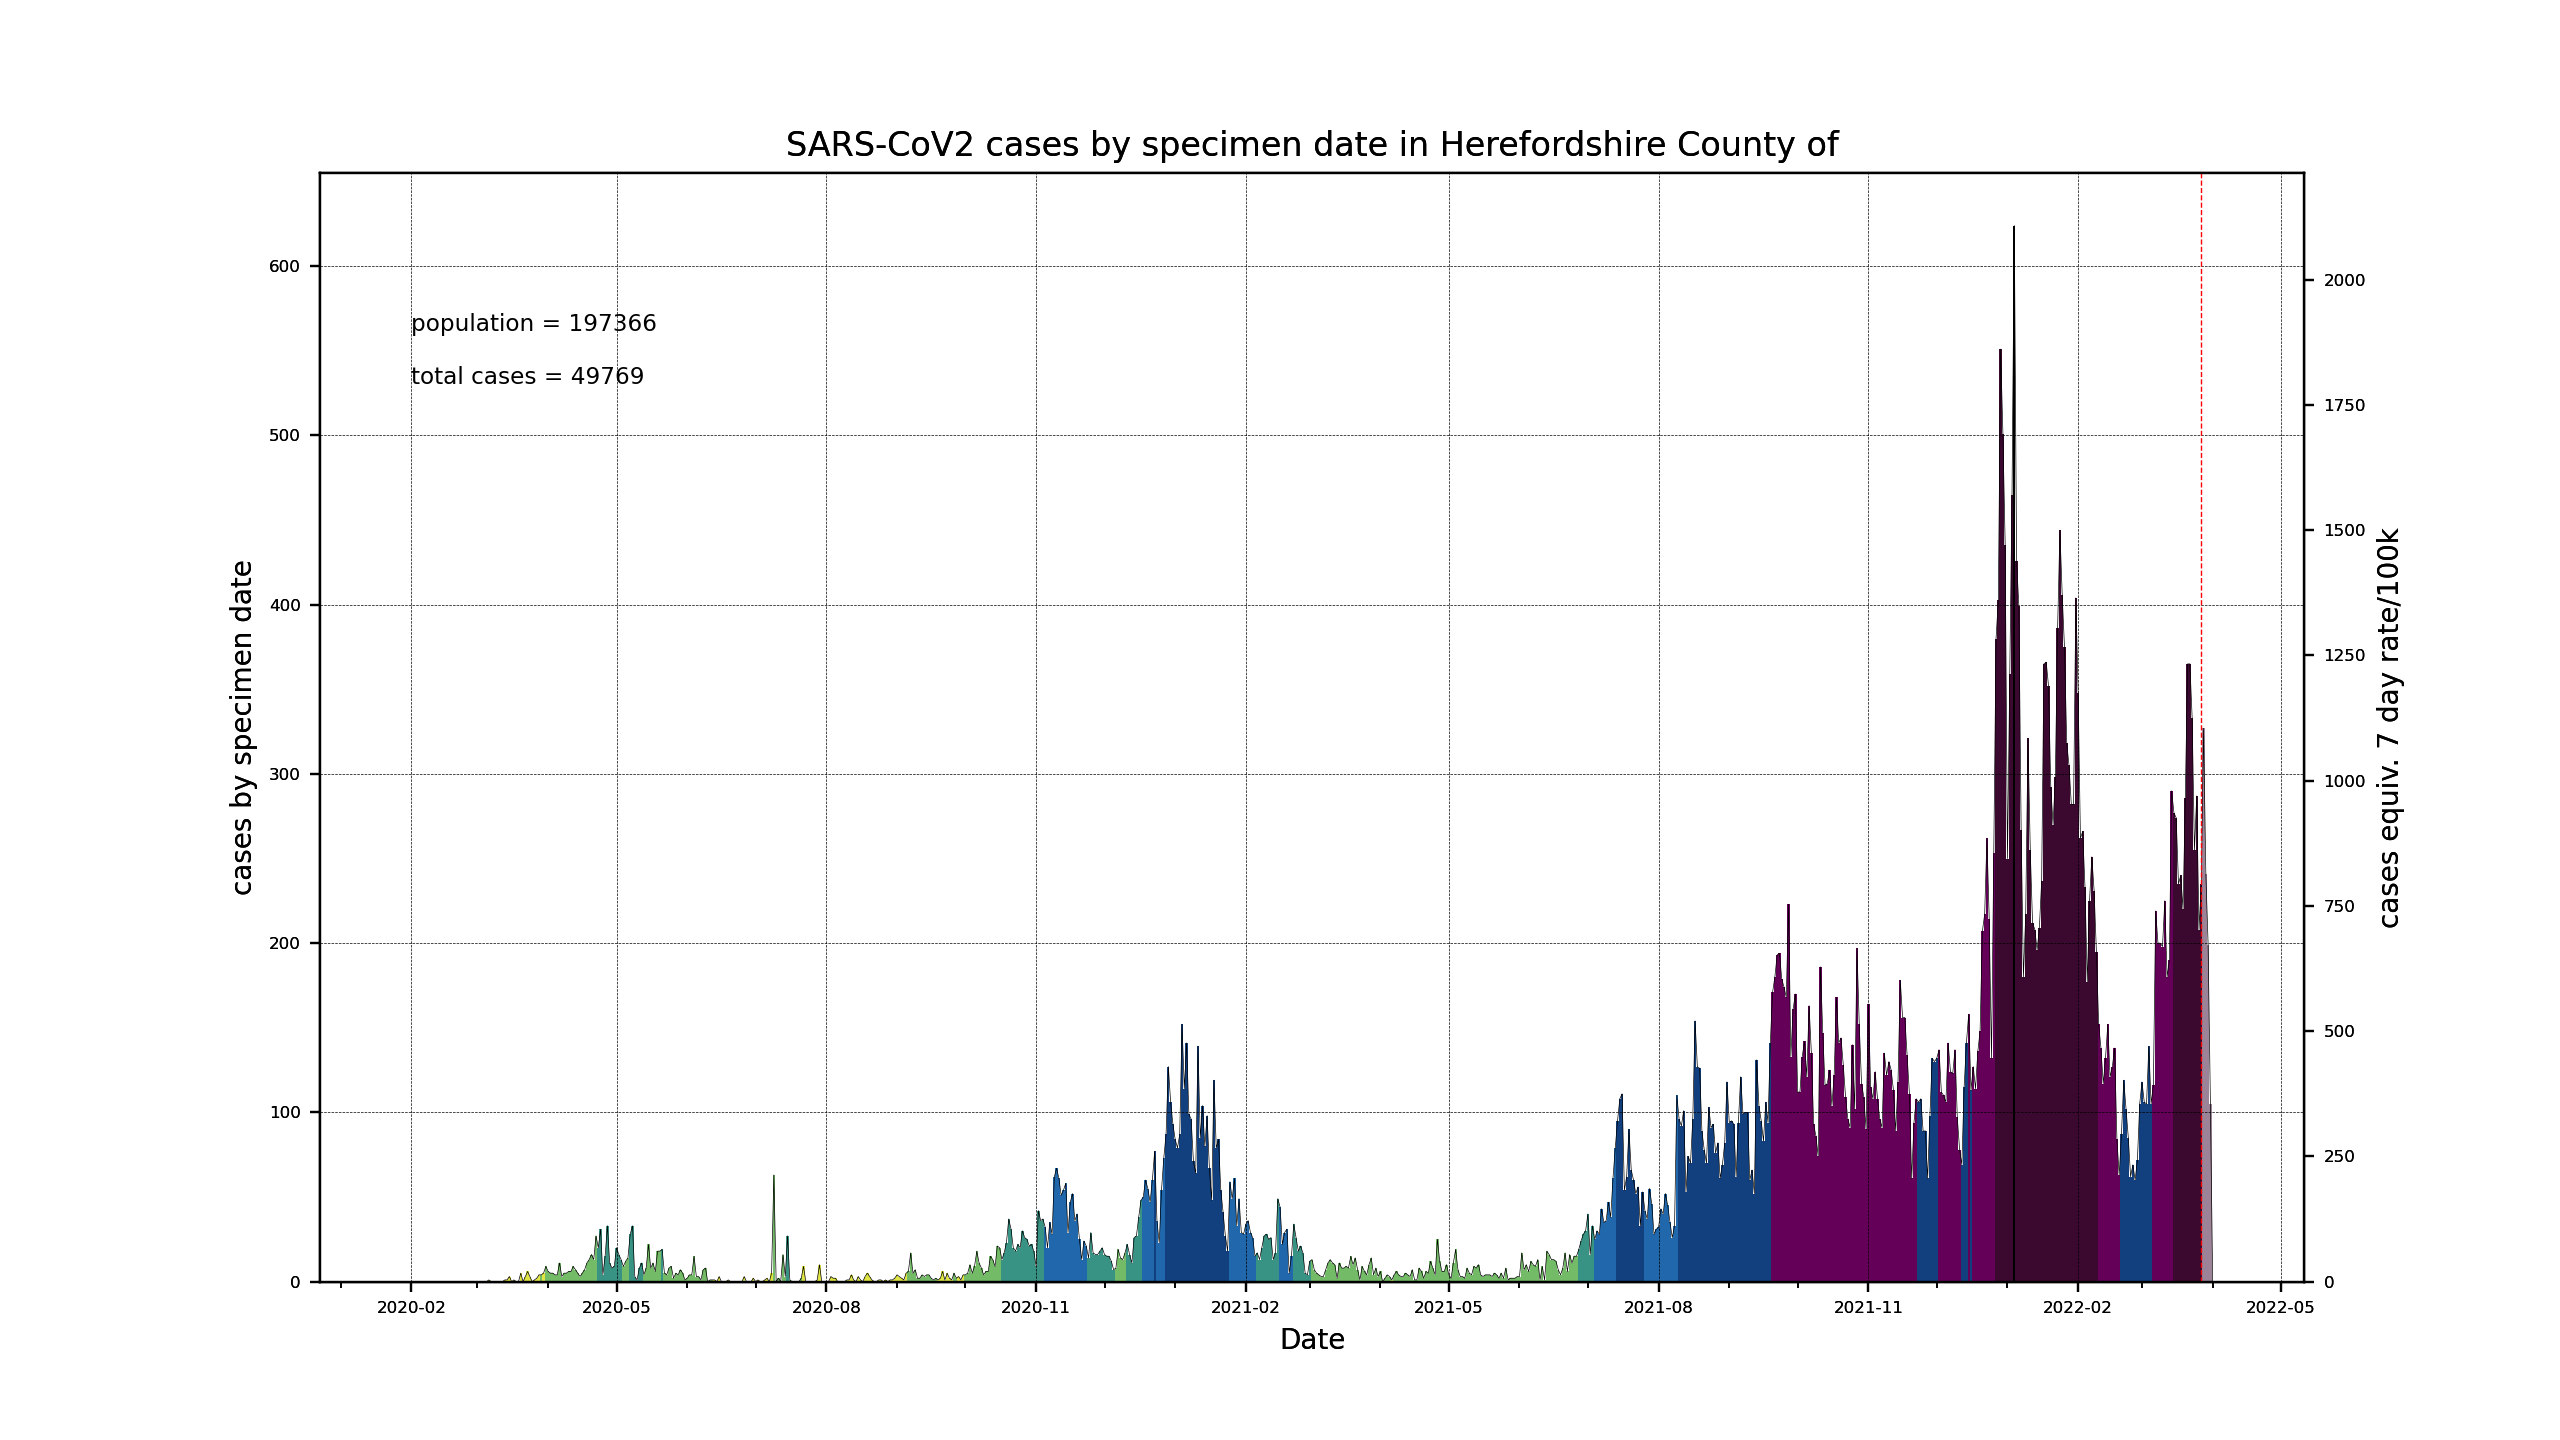 SARS-CoV2 cases by specimen date in Herefordshire County of
population = 197366
total cases = 49769
cases by specimen date
600
500
400
300
200
100
0
2000
1750
1500
1250
1000
750
500
250
0
cases equiv. 7 day rate/100k
2020-02 2020-05 2020-08 2020-11 2021-02 2021-05 2021-08 2021-11 2022-02 2022-05
Date